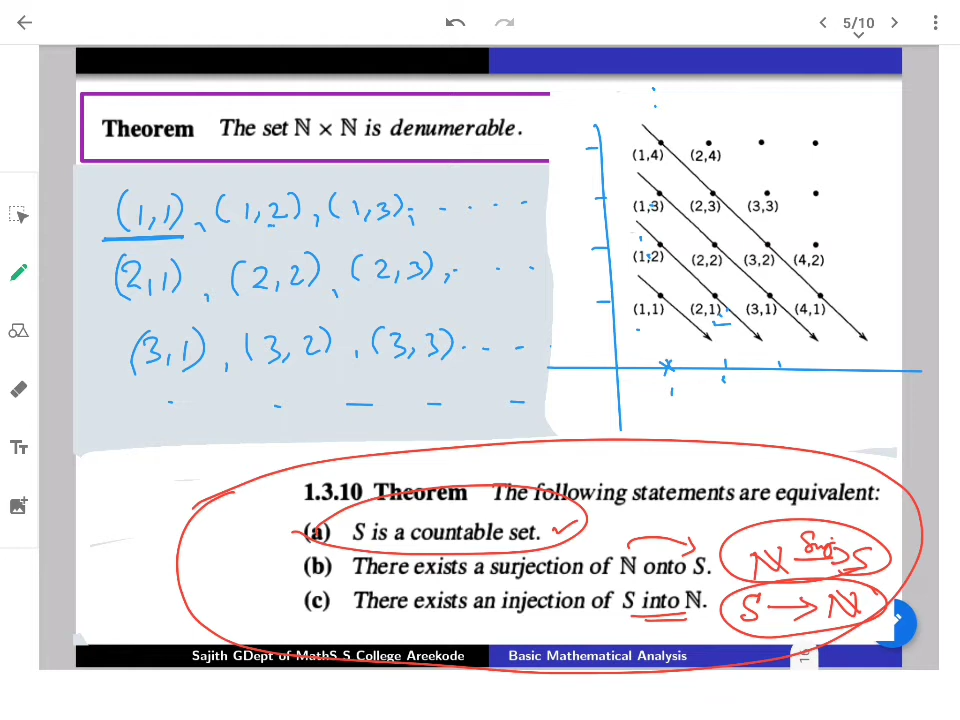 5/10
Theorem The set ℕ × ℕ is denumerable.
(1,1), (1,2), (1,3), ....
(2,1), (2,2), (2,3), ...
(3,1), (3,2), (3,3) ....
(1,4) (2,4)
(1,3) (2,3) (3,3)
(1,2) (2,2) (3,2) (4,2)
(1,1) (2,1) (3,1) (4,1)
1.3.10 Theorem The following statements are equivalent:
(a) S is a countable set.
(b) There exists a surjection of ℕ onto S. ℕ Surj→ S
(c) There exists an injection of S into ℕ. S → ℕ
Sajith GDept of MathS S College Areekode Basic Mathematical Analysis
TT